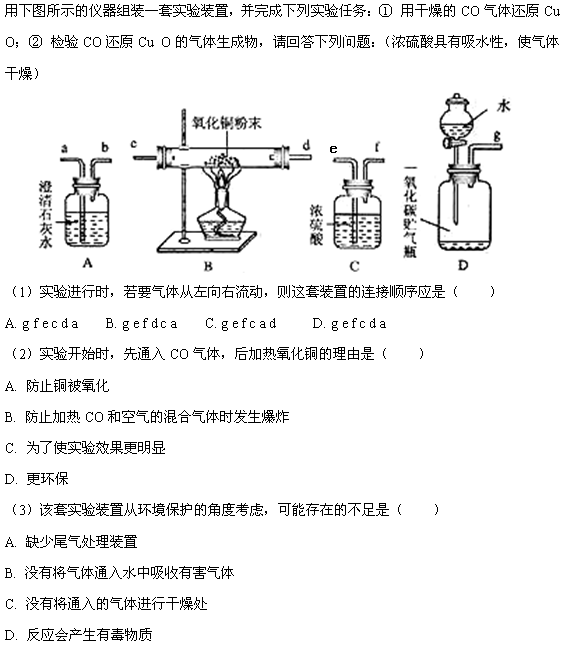 用下图所示的仪器组装一套实验装置，并完成下列实验任务：① 用干燥的 CO 气体还原 Cu
O；② 检验 CO 还原 Cu O 的气体生成物，请回答下列问题：（浓硫酸具有吸水性，使气体
干燥）
a b c 氧化铜粉末 d e f 水 g
澄清石灰水 浓硫酸 一氧化碳贮气瓶
A B C D
（1）实验进行时，若要气体从左向右流动，则这套装置的连接顺序应是（ ）
A. g f e c d a B. g e f d c a C. g e f c a d D. g e f c d a
（2）实验开始时，先通入 CO 气体，后加热氧化铜的理由是（ ）
A. 防止铜被氧化
B. 防止加热 CO 和空气的混合气体时发生爆炸
C. 为了使实验效果更明显
D. 更环保
（3）该套实验装置从环境保护的角度考虑，可能存在的不足是（ ）
A. 缺少尾气处理装置
B. 没有将气体通入水中吸收有害气体
C. 没有将通入的气体进行干燥处
D. 反应会产生有毒物质